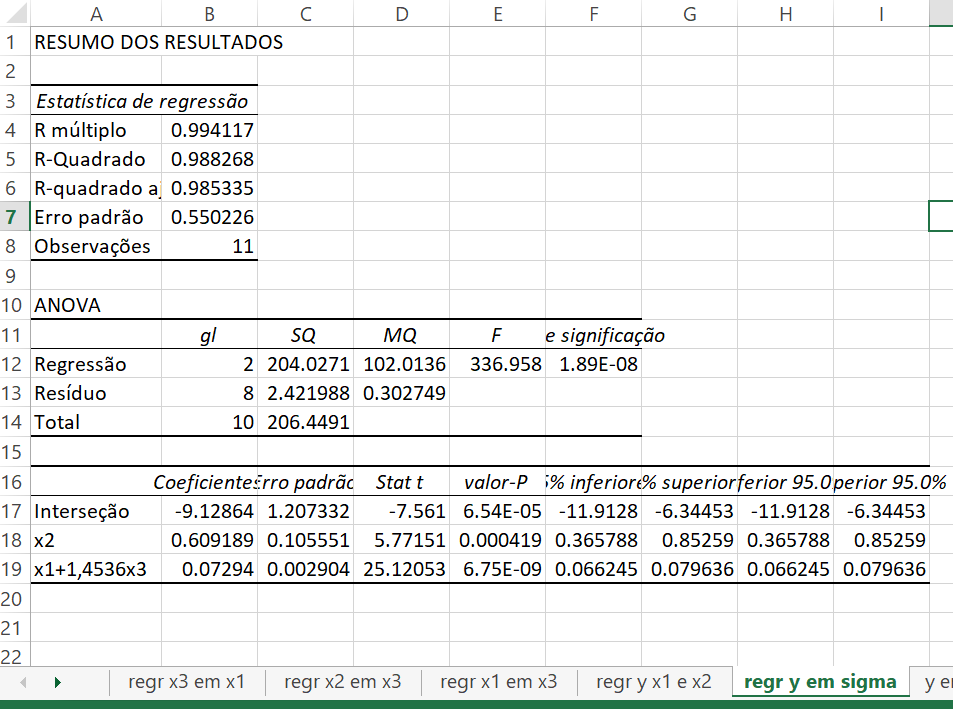 A B C D E F G H I
1 RESUMO DOS RESULTADOS
2
3 Estatística de regressão
4 R múltiplo 0.994117
5 R-Quadrado 0.988268
6 R-quadrado aj 0.985335
7 Erro padrão 0.550226
8 Observações 11
9
10 ANOVA
11 gl SQ MQ F e significação
12 Regressão 2 204.0271 102.0136 336.958 1.89E-08
13 Resíduo 8 2.421988 0.302749
14 Total 10 206.4491
15
16 Coeficientes Erro padrão Stat t valor-P 5% inferiore % superior ferior 95.0 perior 95.0%
17 Interseção -9.12864 1.207332 -7.561 6.54E-05 -11.9128 -6.34453 -11.9128 -6.34453
18 x2 0.609189 0.105551 5.77151 0.000419 0.365788 0.85259 0.365788 0.85259
19 x1+1,4536x3 0.07294 0.002904 25.12053 6.75E-09 0.066245 0.079636 0.066245 0.079636
20
21
22
regr x3 em x1 regr x2 em x3 regr x1 em x3 regr y x1 e x2 regr y em sigma y e